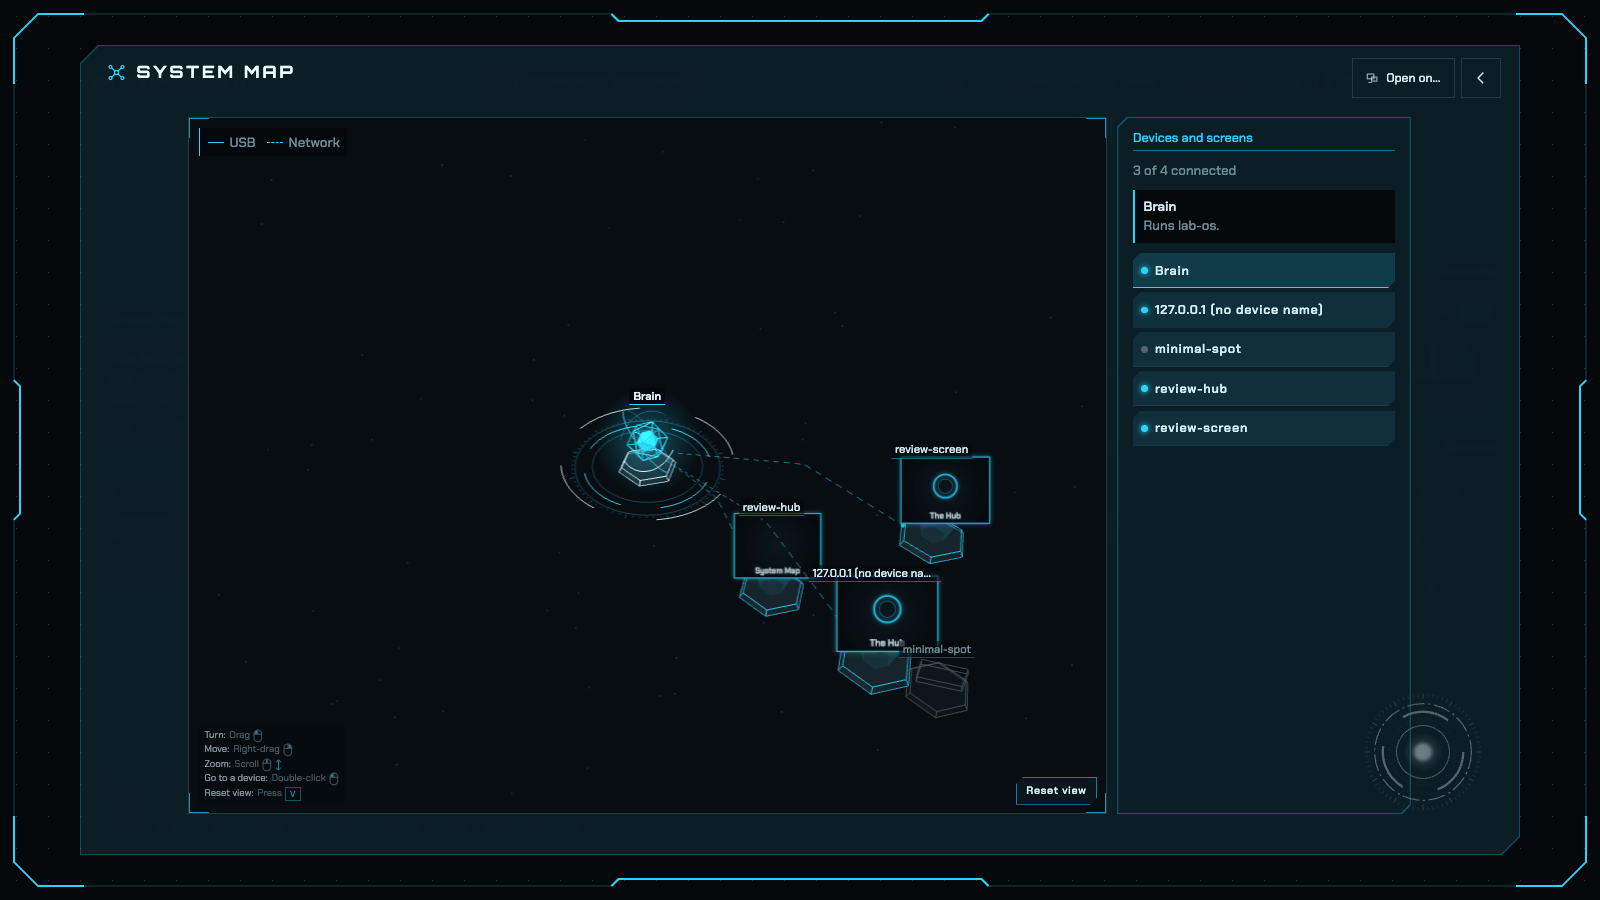 SYSTEM MAP
Open on...
USB Network
Devices and screens
3 of 4 connected
Brain
Runs lab-os.
Brain
127.0.0.1 (no device name)
minimal-spot
review-hub
review-screen
Brain
review-screen
The Hub
review-hub
System Map
127.0.0.1 (no device na...
The Hub
minimal-spot
Turn: Drag
Move: Right-drag
Zoom: Scroll
Go to a device: Double-click
Reset view: Press V
Reset view